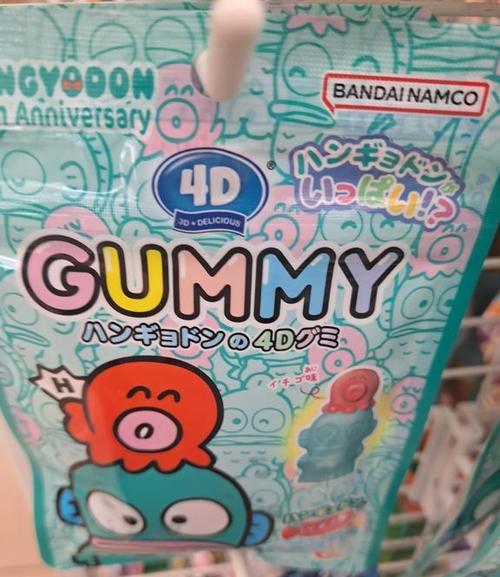 NGYODON
Anniversary
BANDAI NAMCO
4D
3D+DELICIOUS
ハンギョドンが
いっぱい!?
GUMMY
ハンギョドンの4Dグミ
H
イチゴ味